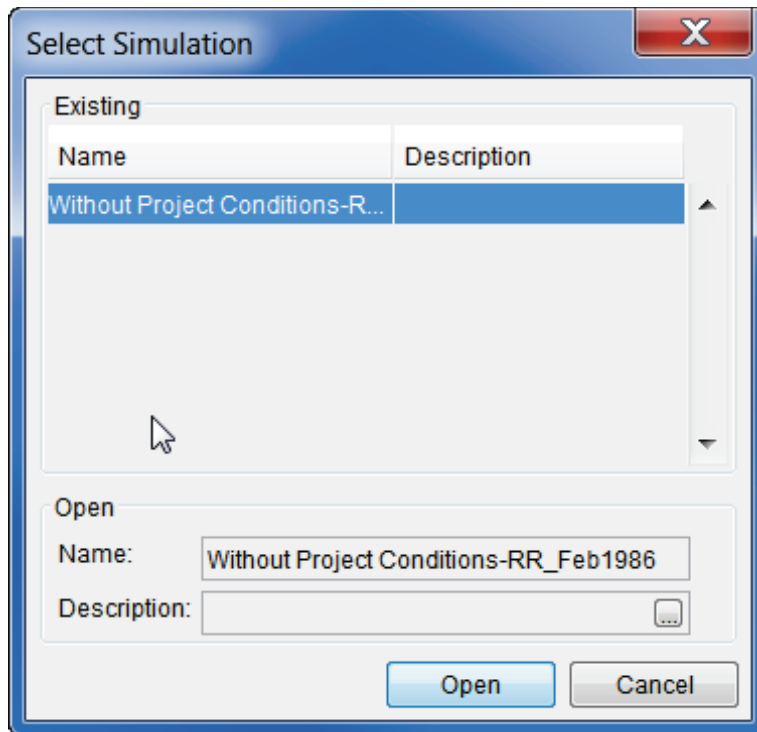 Select Simulation
Existing
Name Description
Without Project Conditions-R...
Open
Name: Without Project Conditions-RR_Feb1986
Description: ...
Open Cancel